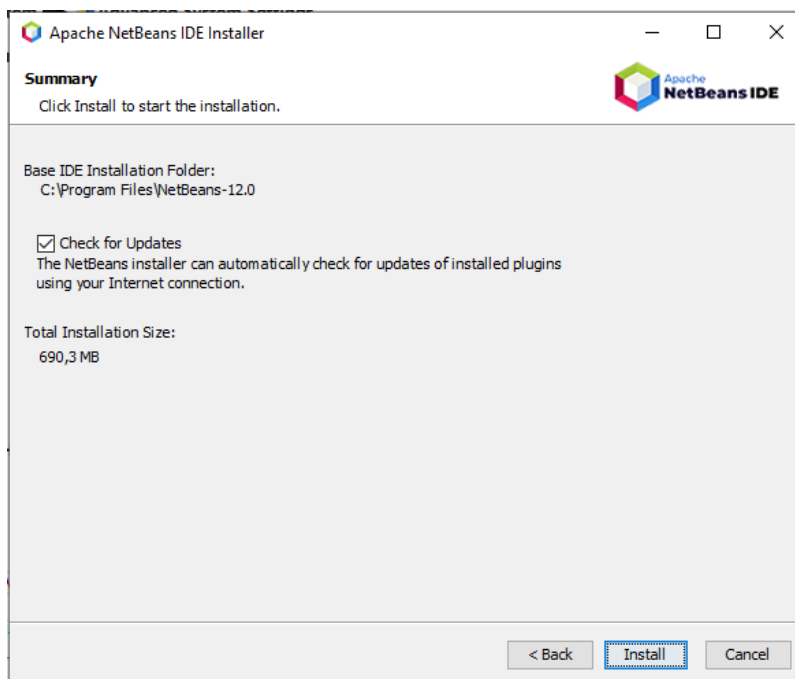 Apache NetBeans IDE Installer
Summary
Click Install to start the installation.
Apache
NetBeans IDE
Base IDE Installation Folder:
C:\Program Files\NetBeans-12.0
Check for Updates
The NetBeans installer can automatically check for updates of installed plugins
using your Internet connection.
Total Installation Size:
690,3 MB
< Back
Install
Cancel